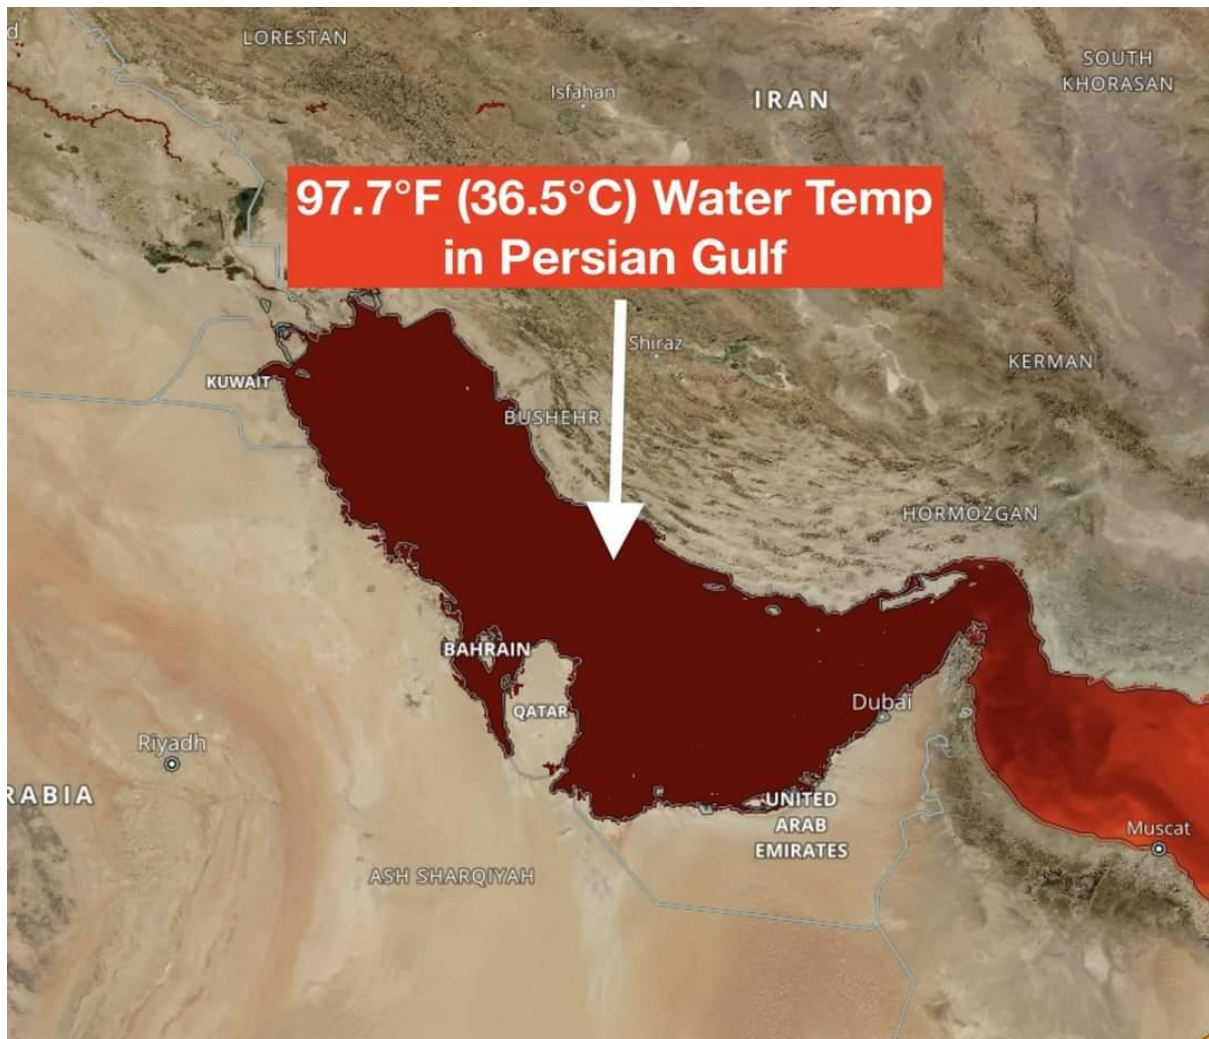 d
LORESTAN
SOUTH
KHORASAN
Isfahan
IRAN
97.7°F (36.5°C) Water Temp
in Persian Gulf
Shiraz
KERMAN
KUWAIT
BUSHEHR
HORMOZGAN
BAHRAIN
QATAR
Dubai
Riyadh
RABIA
UNITED
ARAB
EMIRATES
Muscat
ASH SHARQIYAH